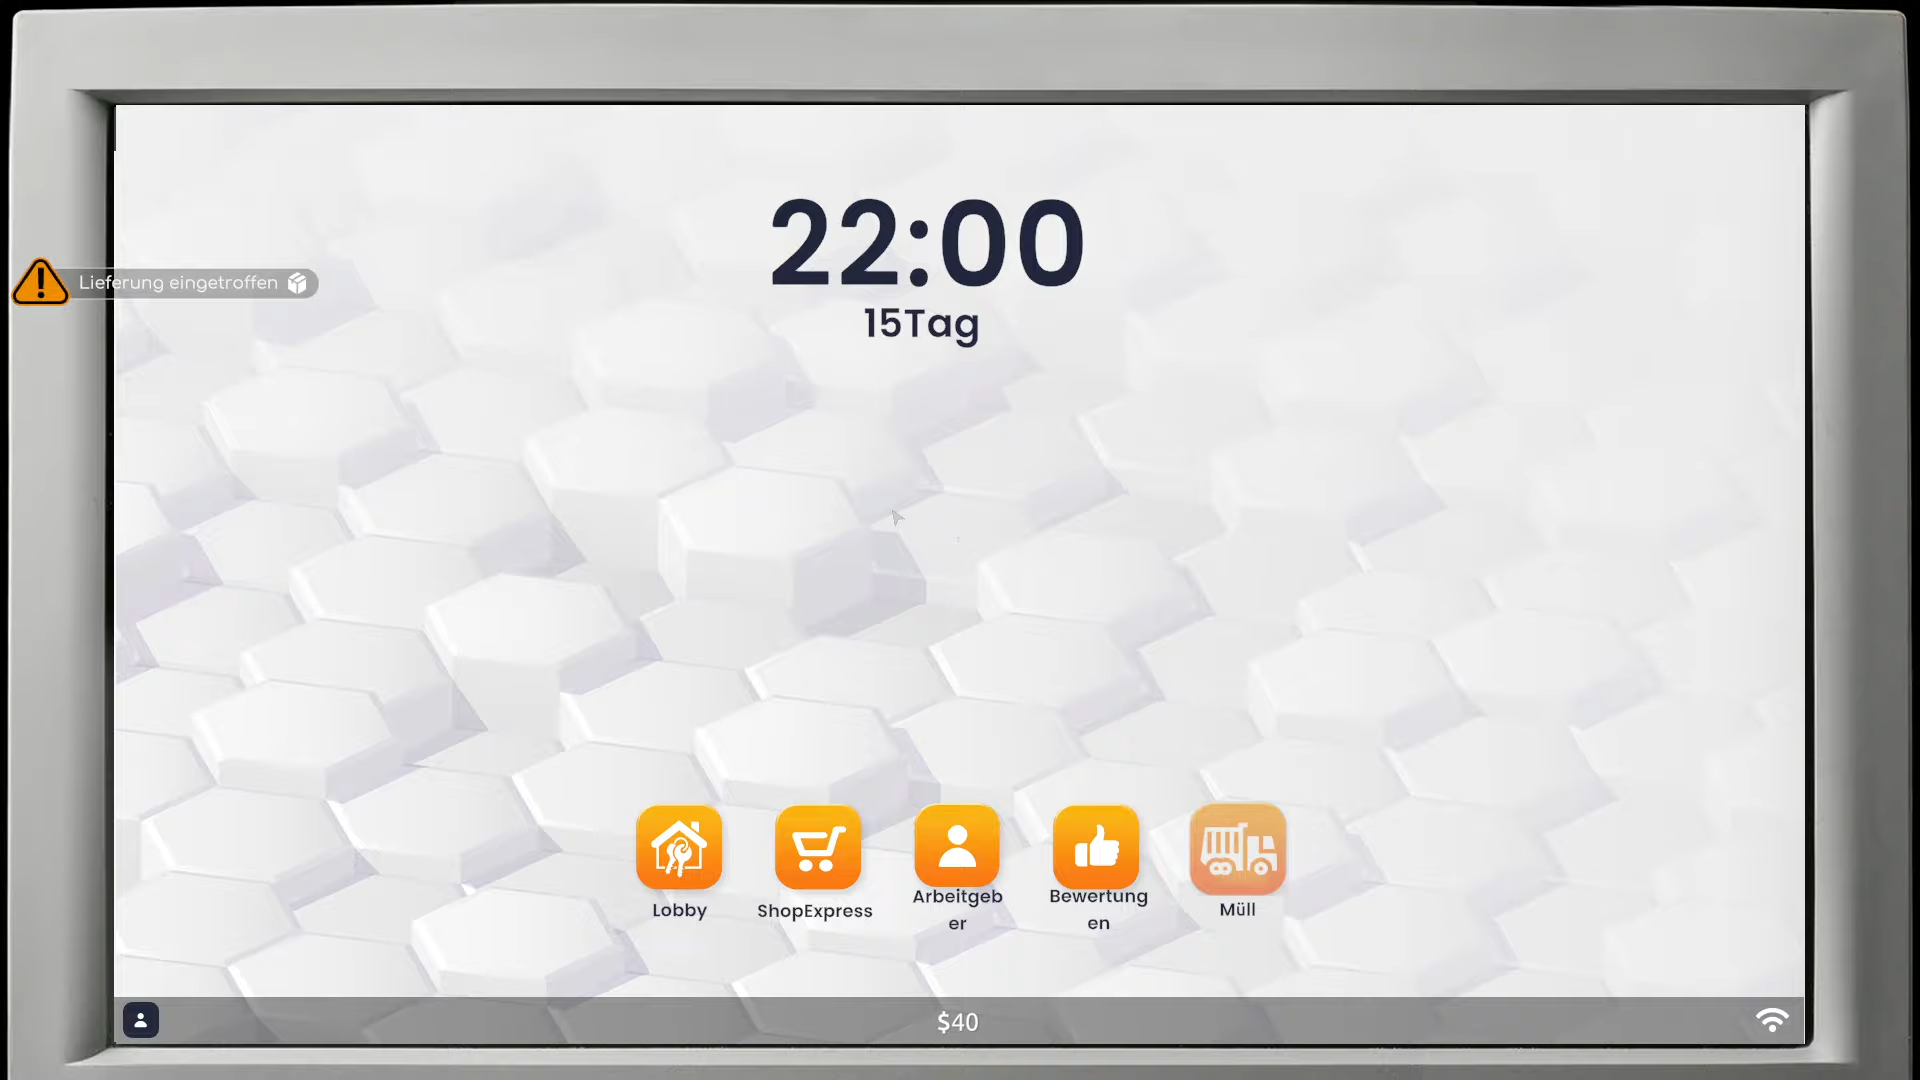 22:00
15Tag
Lieferung eingetroffen
Lobby
ShopExpress
Arbeitgeb
er
Bewertung
en
Müll
$40